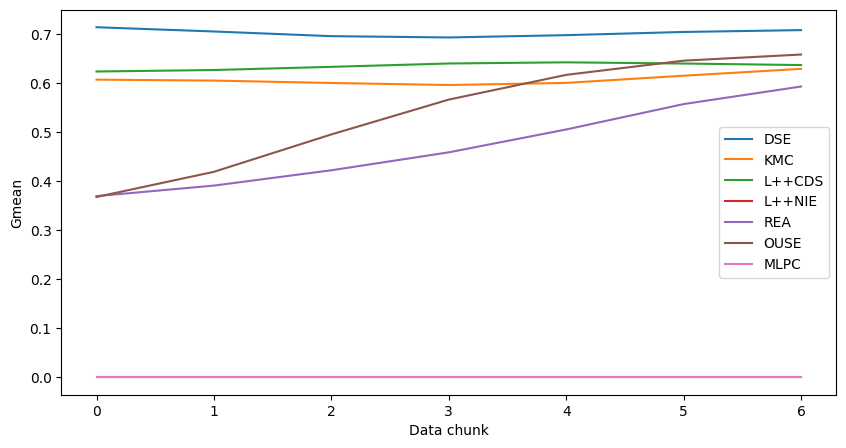 0.7
0.6
0.5
0.4
0.3
0.2
0.1
0.0
Gmean
0 1 2 3 4 5 6
Data chunk
DSE
KMC
L++CDS
L++NIE
REA
OUSE
MLPC